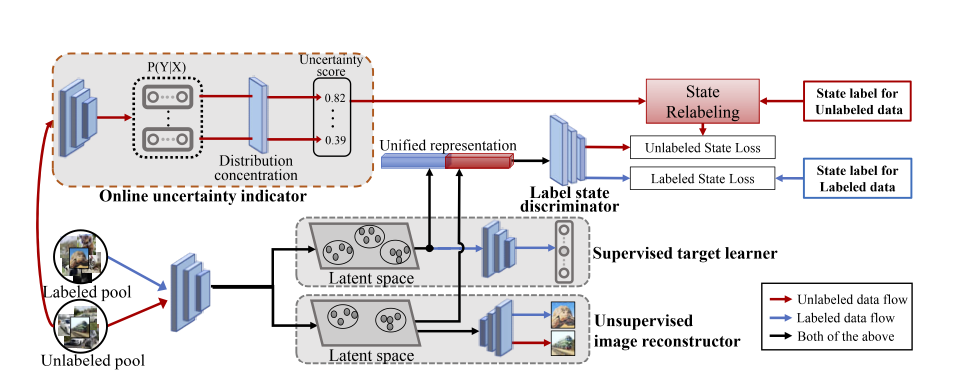 P(Y|X)
Uncertainty
score
0.82
0.39
Distribution
concentration
Online uncertainty indicator
State
Relabeling
State label for
Unlabeled data
Unified representation
Unlabeled State Loss
Labeled State Loss
State label for
Labeled data
Label state
discriminator
Labeled pool
Unlabeled pool
Latent space
Supervised target learner
Latent space
Unsupervised
image reconstructor
Unlabeled data flow
Labeled data flow
Both of the above